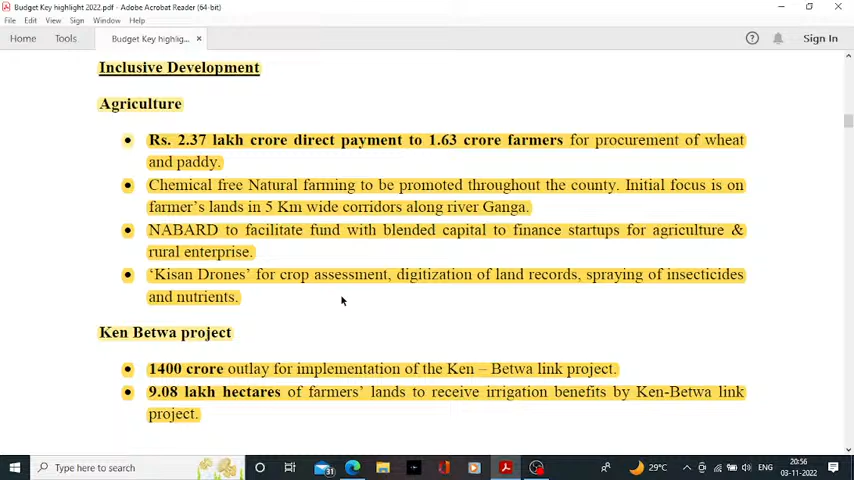 Budget Key highlight 2022.pdf - Adobe Acrobat Reader (64-bit)
File Edit View Sign Window Help
Home Tools Budget Key highlig... × Sign In
Inclusive Development
Agriculture
• Rs. 2.37 lakh crore direct payment to 1.63 crore farmers for procurement of wheat
and paddy.
• Chemical free Natural farming to be promoted throughout the county. Initial focus is on
farmer's lands in 5 Km wide corridors along river Ganga.
• NABARD to facilitate fund with blended capital to finance startups for agriculture &
rural enterprise.
• ‘Kisan Drones’ for crop assessment, digitization of land records, spraying of insecticides
and nutrients.
Ken Betwa project
• 1400 crore outlay for implementation of the Ken – Betwa link project.
• 9.08 lakh hectares of farmers’ lands to receive irrigation benefits by Ken-Betwa link
project.
Type here to search 31 29°C ENG 20:56
03-11-2022